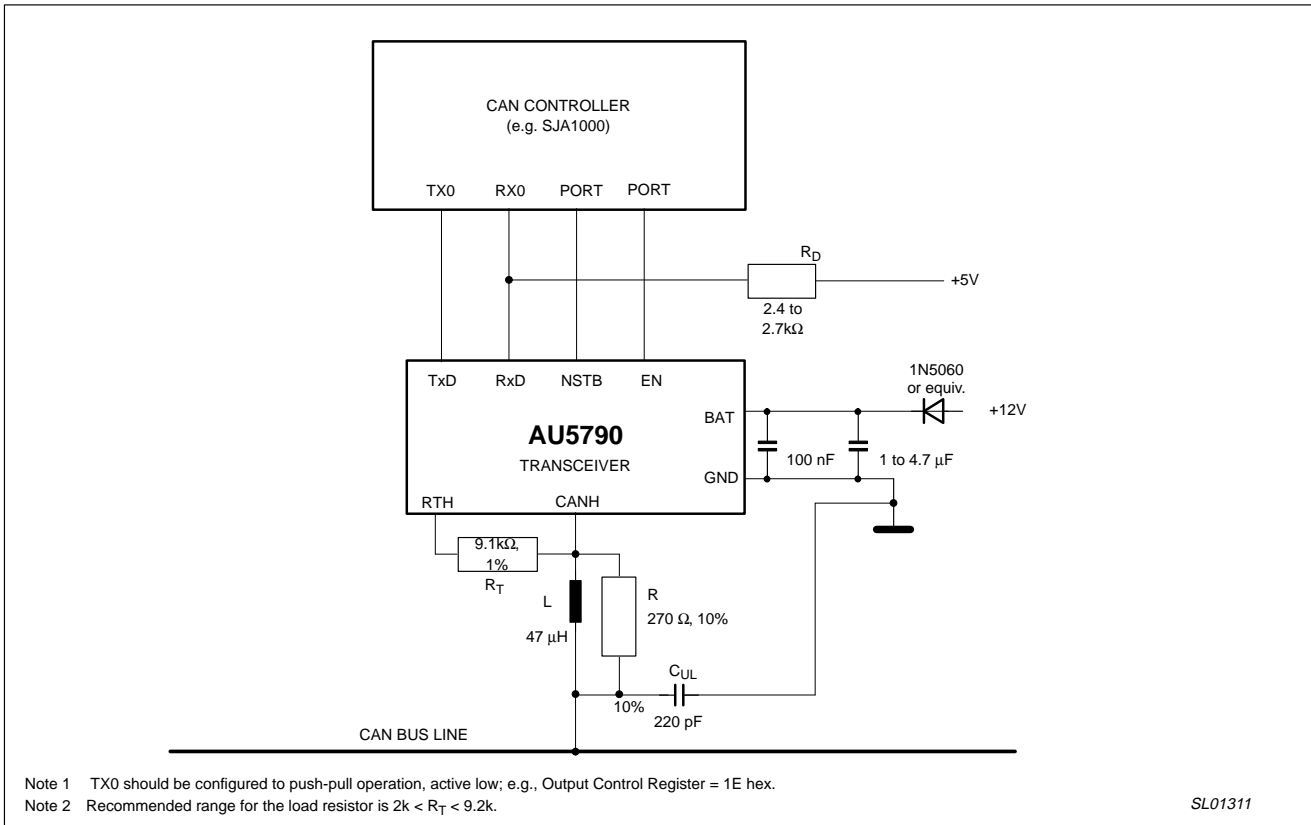 CAN CONTROLLER
(e.g. SJA1000)
TX0 RX0 PORT PORT
R_D
+5V
2.4 to
2.7kΩ
TxD RxD NSTB EN
1N5060
or equiv.
+12V
BAT
AU5790
TRANSCEIVER
100 nF
1 to 4.7 μF
GND
RTH CANH
9.1kΩ,
1%
R_T
L
47 μH
R
270 Ω, 10%
C_UL
10%
220 pF
CAN BUS LINE
Note 1 TX0 should be configured to push-pull operation, active low; e.g., Output Control Register = 1E hex.
Note 2 Recommended range for the load resistor is 2k < R_T < 9.2k.
SL01311